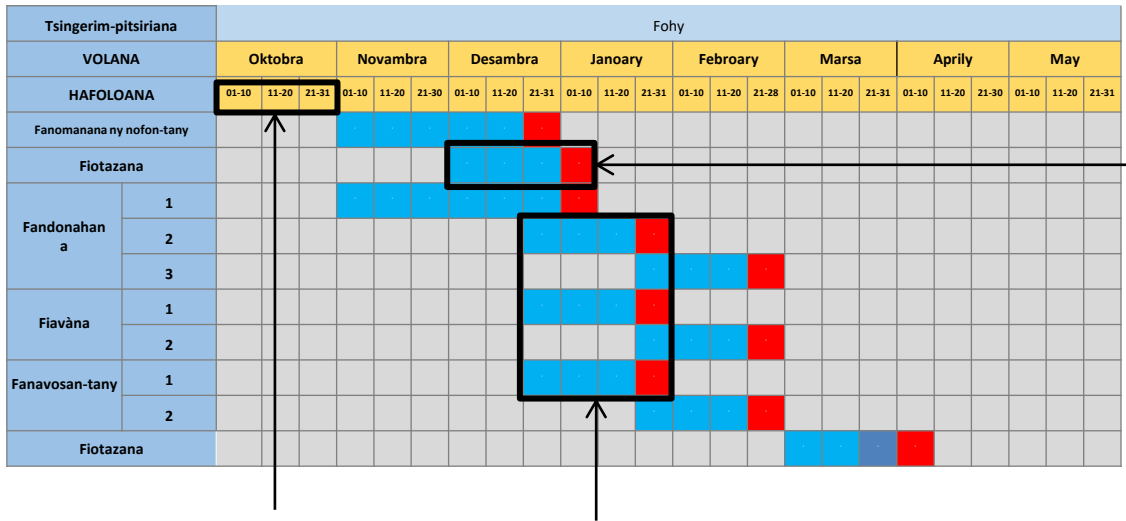 Tsingerim-pitsiriana Fohy
VOLANA Oktobra Novambra Desambra Janoary Febroary Marsa Aprily May
HAFOLOANA 01-10 11-20 21-31 01-10 11-20 21-30 01-10 11-20 21-31 01-10 11-20 21-31 01-10 11-20 21-28 01-10 11-20 21-31 01-10 11-20 21-30 01-10 11-20 21-31
Fanomanana ny nofon-tany
Fiotazana
Fandonahan
a
1
2
3
Fiavàna
1
2
Fanavosan-tany
1
2
Fiotazana